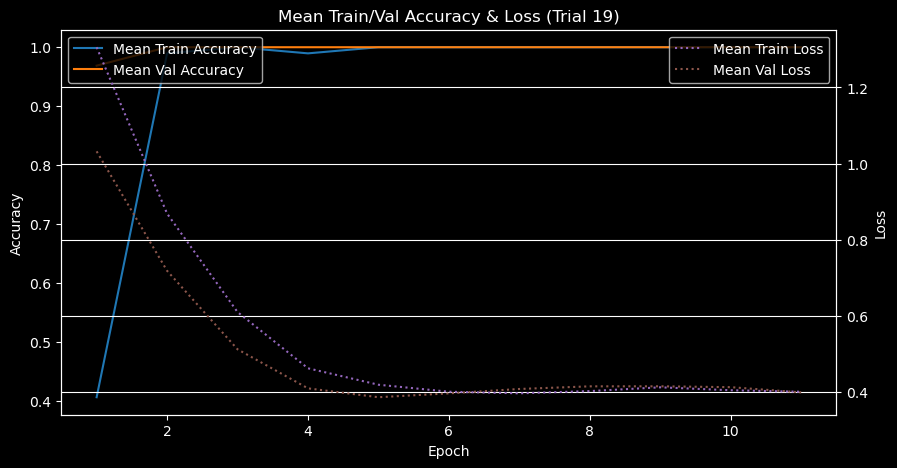 Mean Train/Val Accuracy & Loss (Trial 19)
Mean Train Accuracy
Mean Val Accuracy
Mean Train Loss
Mean Val Loss
1.0
0.9
0.8
0.7
0.6
0.5
0.4
Accuracy
1.2
1.0
0.8
0.6
0.4
Loss
2
4
6
8
10
Epoch